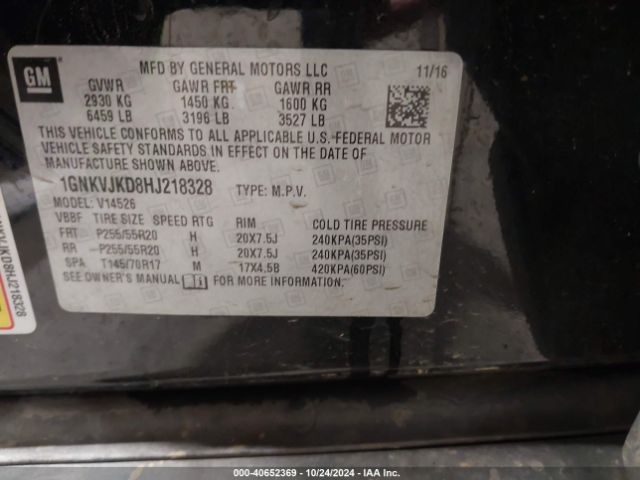 GM
MFD BY GENERAL MOTORS LLC 11/16
GVWR GAWR FRT GAWR RR
2930 KG 1450 KG 1600 KG
6459 LB 3196 LB 3527 LB
THIS VEHICLE CONFORMS TO ALL APPLICABLE U.S. FEDERAL MOTOR
VEHICLE SAFETY STANDARDS IN EFFECT ON THE DATE OF
MANUFACTURE SHOWN ABOVE.
1GNKVJKD8HJ218328 TYPE: M.P.V.
MODEL: V14526
VBBF TIRE SIZE SPEED RTG RIM COLD TIRE PRESSURE
FRT P255/55R20 H 20X7.5J 240KPA(35PSI)
RR P255/55R20 H 20X7.5J 240KPA(35PSI)
SPA T145/70R17 M 17X4.5B 420KPA(60PSI)
SEE OWNER'S MANUAL i FOR MORE INFORMATION.
KVJKD8HJ218328
000-40652369 - 10/24/2024 - IAA Inc.